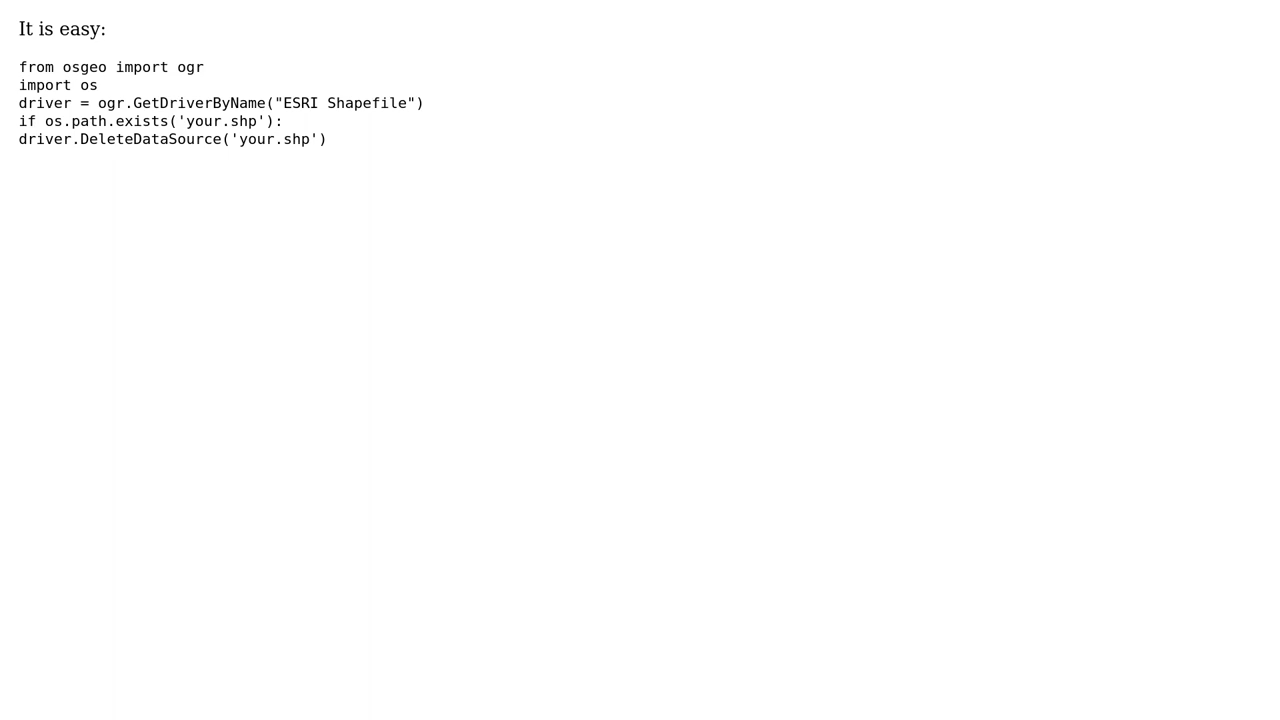 It is easy:
from osgeo import ogr
import os
driver = ogr.GetDriverByName("ESRI Shapefile")
if os.path.exists('your.shp'):
driver.DeleteDataSource('your.shp')